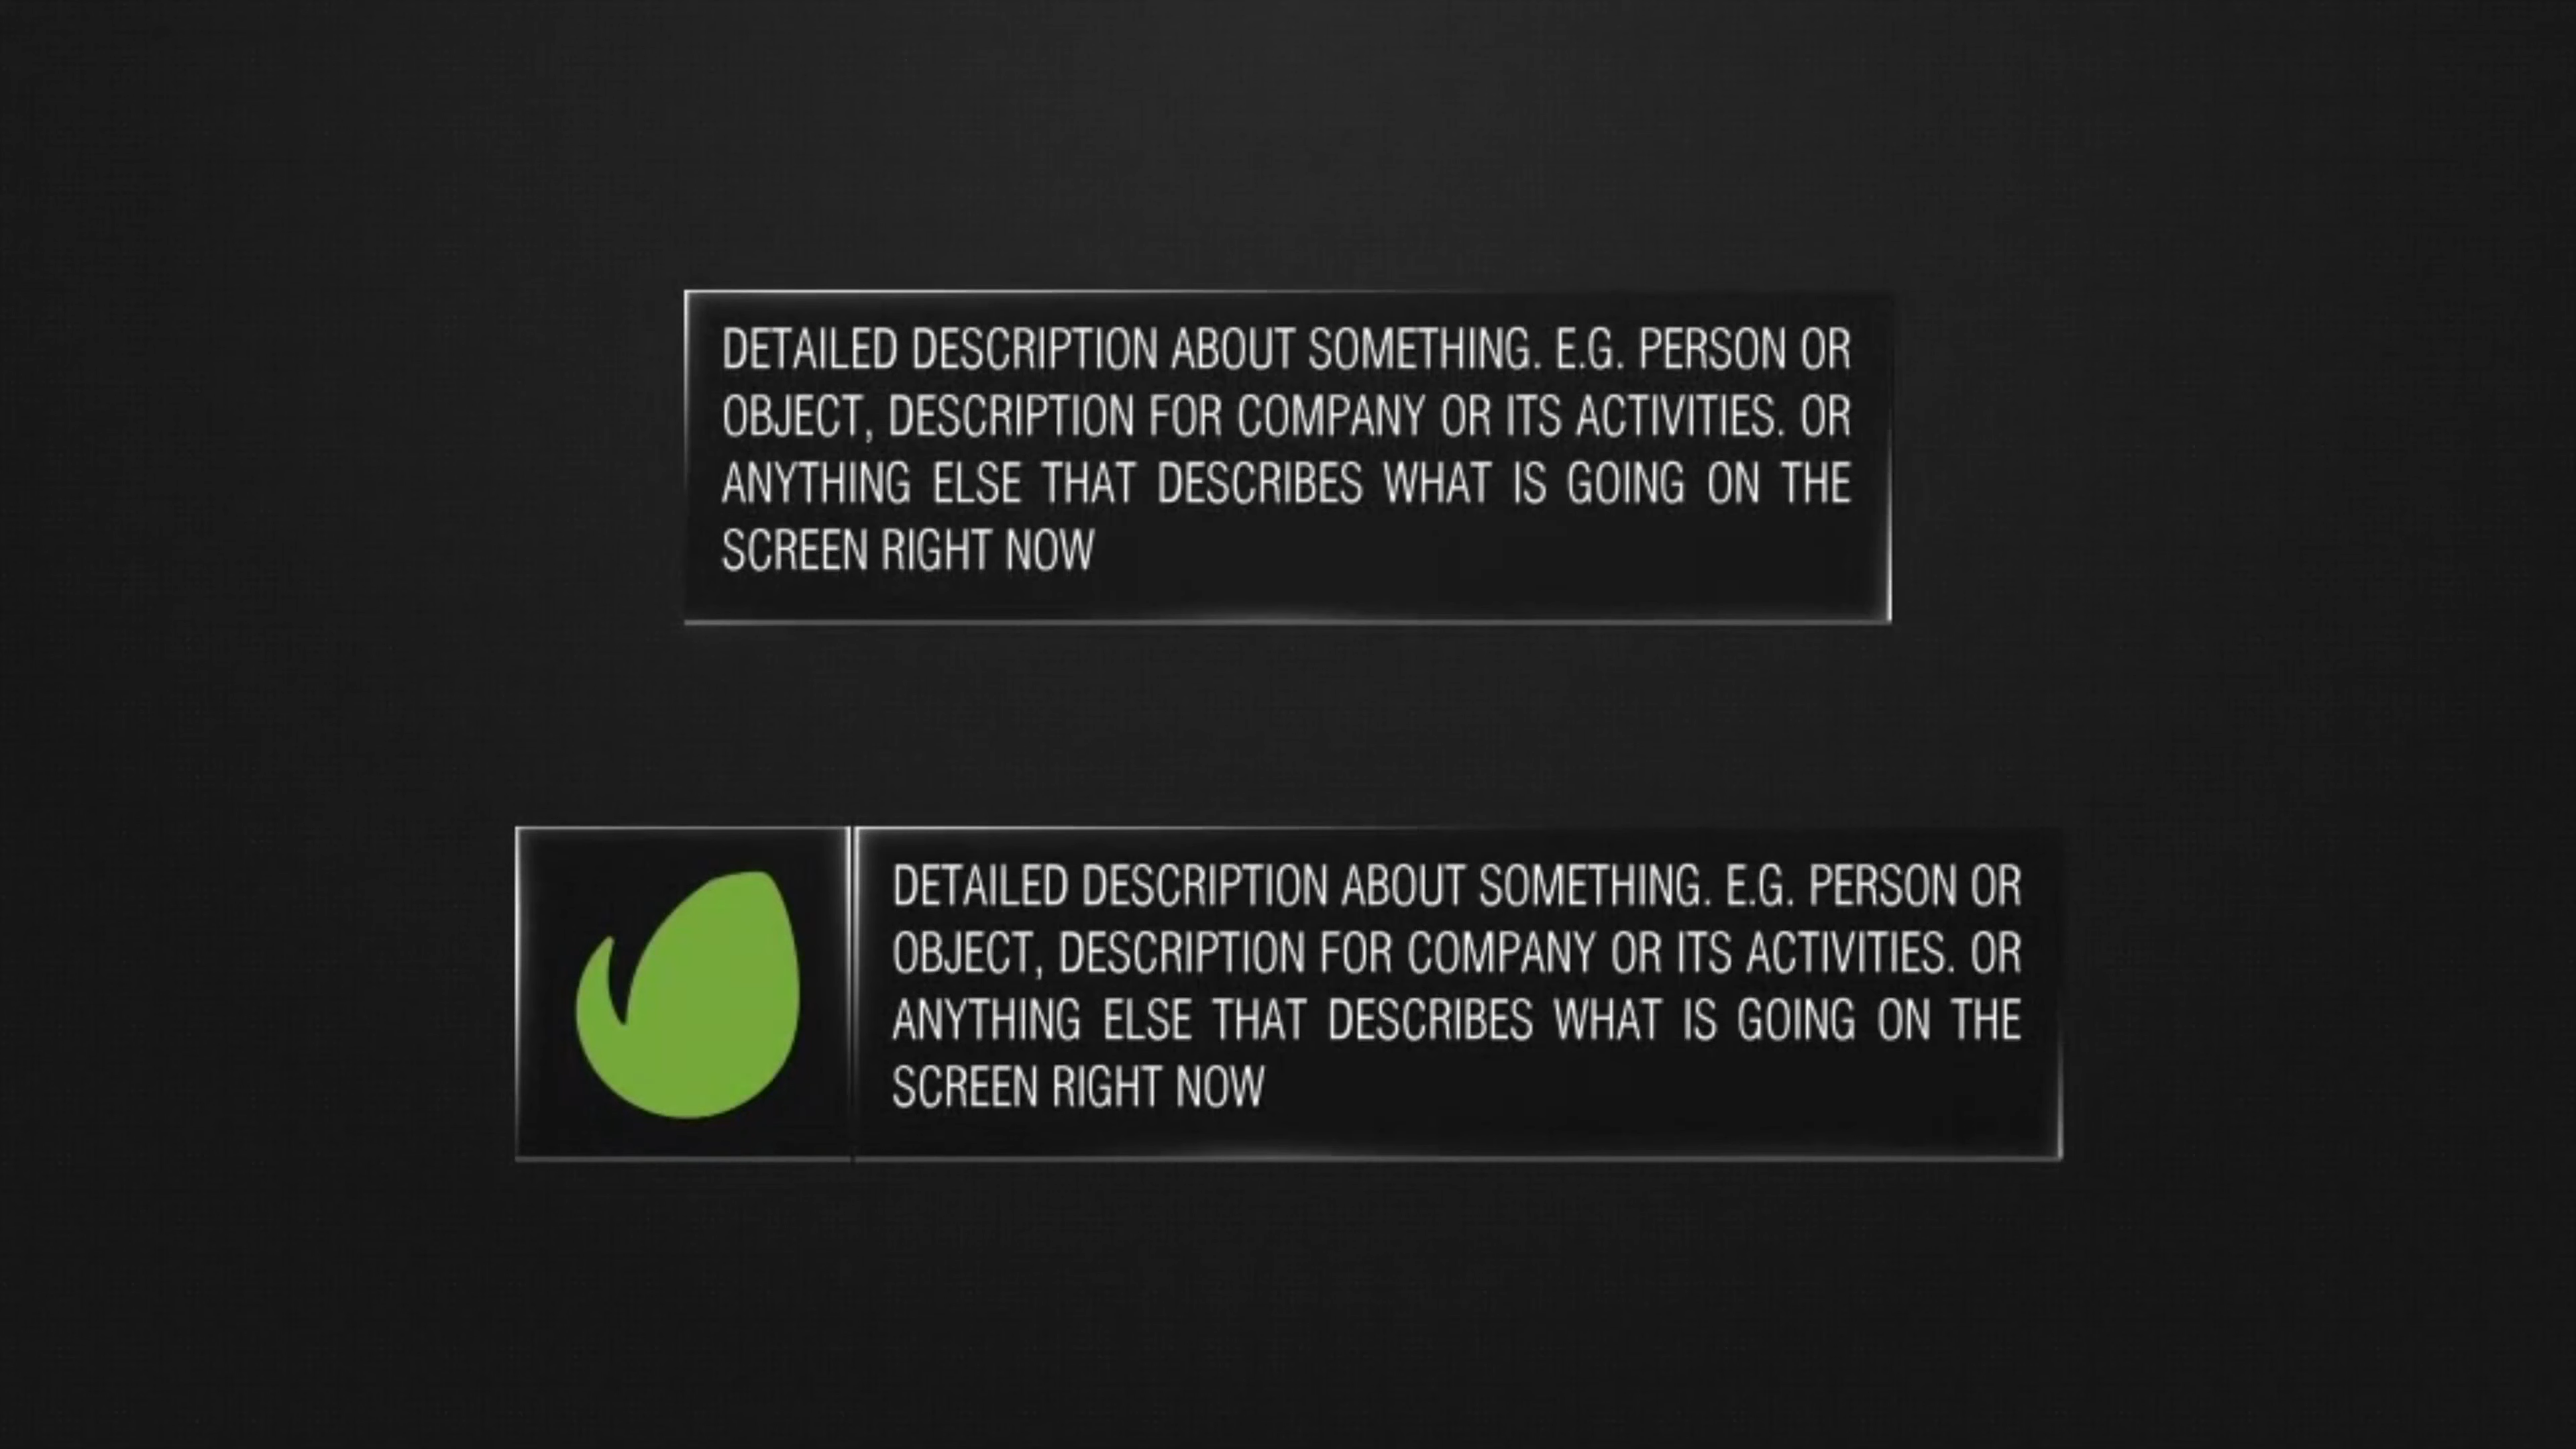 DETAILED DESCRIPTION ABOUT SOMETHING. E.G. PERSON OR
OBJECT, DESCRIPTION FOR COMPANY OR ITS ACTIVITIES. OR
ANYTHING ELSE THAT DESCRIBES WHAT IS GOING ON THE
SCREEN RIGHT NOW
DETAILED DESCRIPTION ABOUT SOMETHING. E.G. PERSON OR
OBJECT, DESCRIPTION FOR COMPANY OR ITS ACTIVITIES. OR
ANYTHING ELSE THAT DESCRIBES WHAT IS GOING ON THE
SCREEN RIGHT NOW